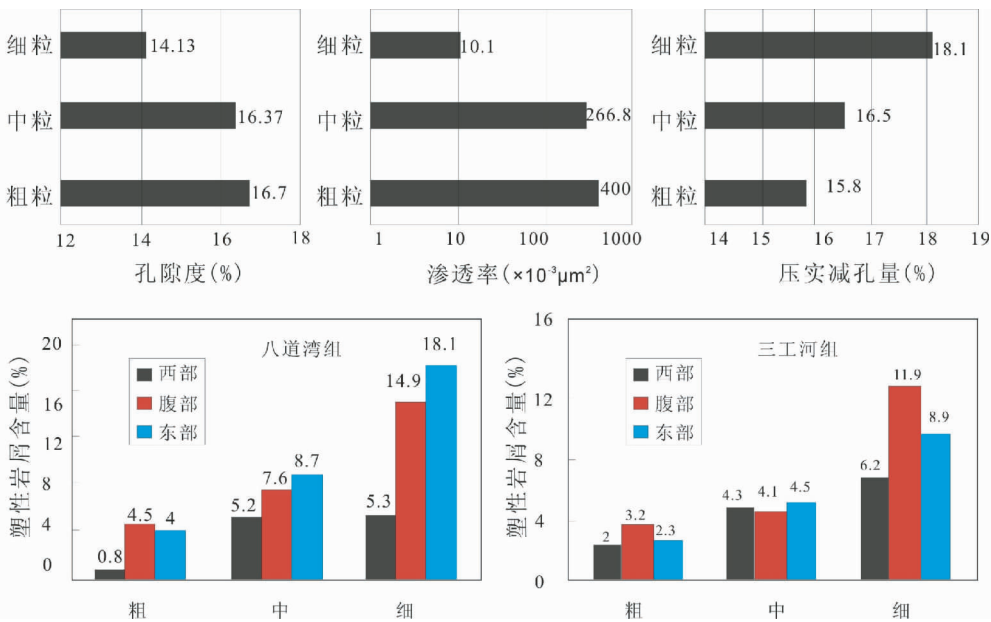 细粒
14.13
中粒
16.37
粗粒
16.7
12 14 16 18
孔隙度(%)
细粒
10.1
中粒
266.8
粗粒
400
1 10 100 1000
渗透率(×10⁻³μm²)
细粒
18.1
中粒
16.5
粗粒
15.8
14 15 16 17 18 19
压实减孔量(%)
塑性岩屑含量(%)
20
16
12
8
4
0
八道湾组
西部
腹部
东部
0.8 4.5 4
5.2 7.6 8.7
5.3 14.9 18.1
粗 中 细
塑性岩屑含量(%)
16
12
8
4
0
三工河组
西部
腹部
东部
2 3.2 2.3
4.3 4.1 4.5
6.2 11.9 8.9
粗 中 细